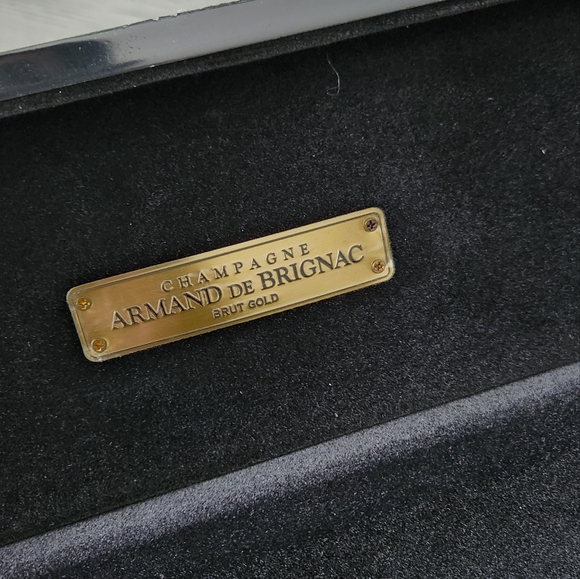 CHAMPAGNE
ARMAND DE BRIGNAC
BRUT GOLD